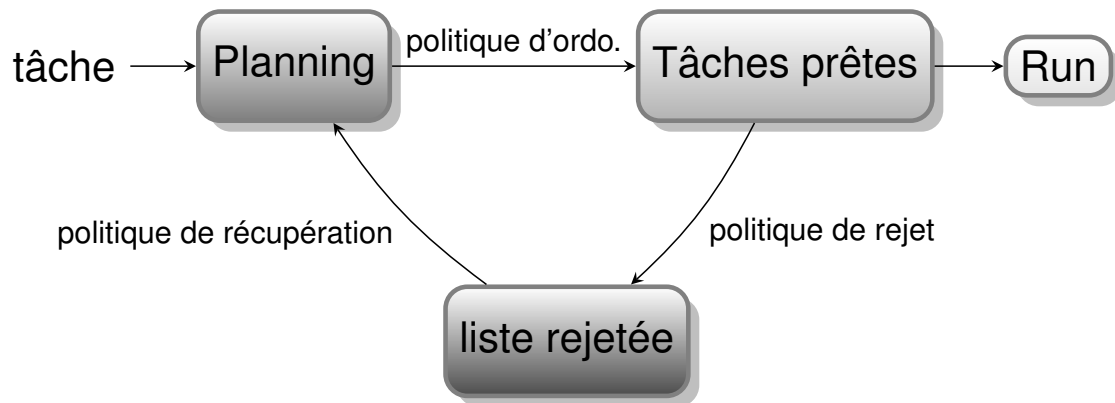 tâche
Planning
politique d'ordo.
Tâches prêtes
Run
politique de récupération
politique de rejet
liste rejetée